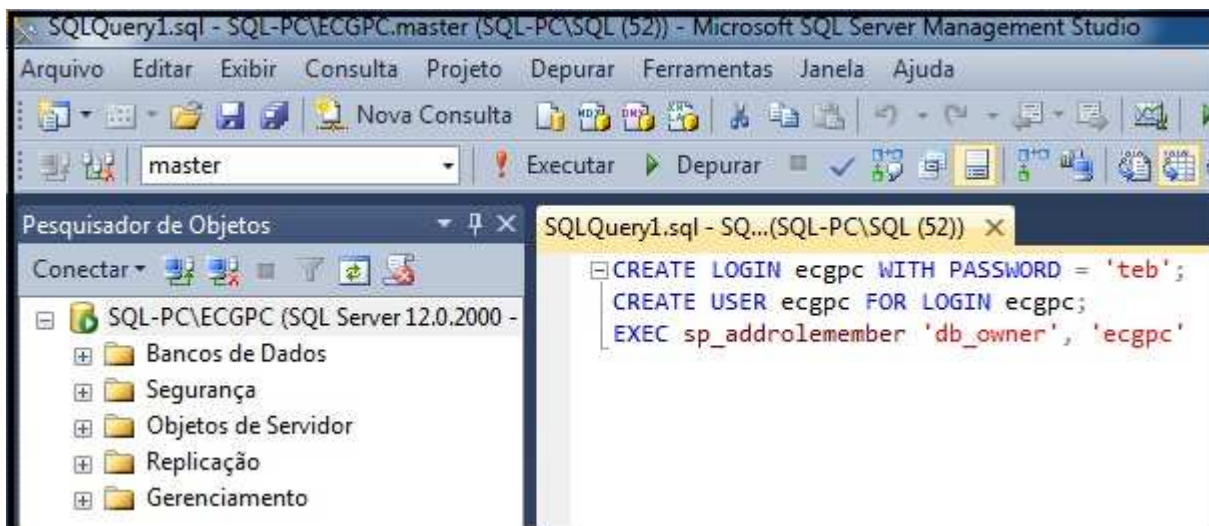 SQLQuery1.sql - SQL-PC\ECGPC.master (SQL-PC\SQL (52)) - Microsoft SQL Server Management Studio
Arquivo Editar Exibir Consulta Projeto Depurar Ferramentas Janela Ajuda
Nova Consulta
master
Executar Depurar
Pesquisador de Objetos
SQLQuery1.sql - SQ...(SQL-PC\SQL (52))
Conectar
SQL-PC\ECGPC (SQL Server 12.0.2000 -
Bancos de Dados
Segurança
Objetos de Servidor
Replicação
Gerenciamento
CREATE LOGIN ecgpc WITH PASSWORD = 'teb';
CREATE USER ecgpc FOR LOGIN ecgpc;
EXEC sp_addrolemember 'db_owner', 'ecgpc'